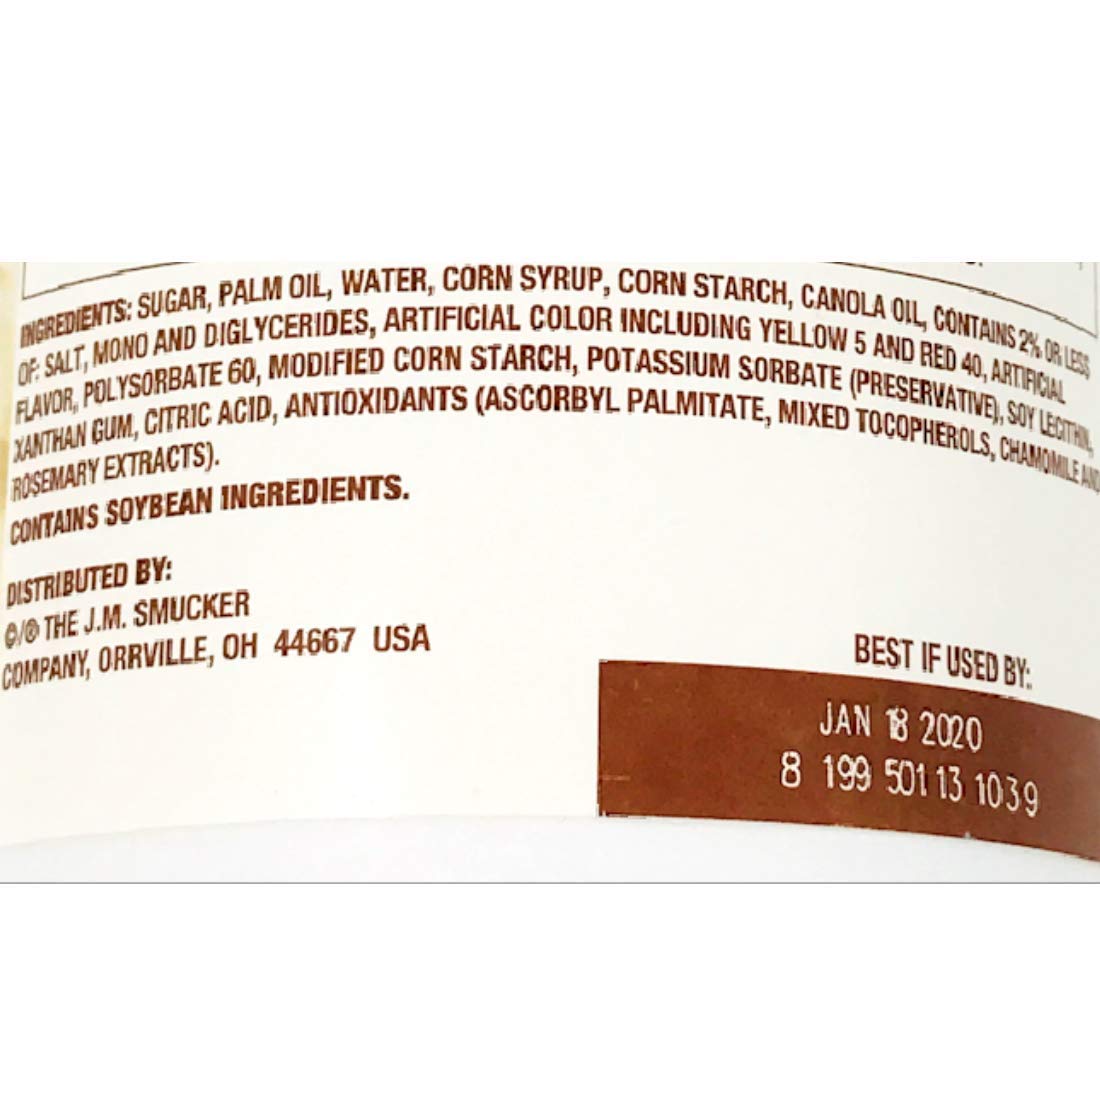 INGREDIENTS: SUGAR, PALM OIL, WATER, CORN SYRUP, CORN STARCH, CANOLA OIL, CONTAINS 2% OR LESS
OF: SALT, MONO AND DIGLYCERIDES, ARTIFICIAL COLOR INCLUDING YELLOW 5 AND RED 40, ARTIFICIAL
FLAVOR, POLYSORBATE 60, MODIFIED CORN STARCH, POTASSIUM SORBATE (PRESERVATIVE), SOY LECITHIN,
XANTHAN GUM, CITRIC ACID, ANTIOXIDANTS (ASCORBYL PALMITATE, MIXED TOCOPHEROLS, CHAMOMILE AND
ROSEMARY EXTRACTS).
CONTAINS SOYBEAN INGREDIENTS.
DISTRIBUTED BY:
©/® THE J.M. SMUCKER
COMPANY, ORRVILLE, OH 44667 USA
BEST IF USED BY:
JAN 18 2020
8 199 501 13 1039